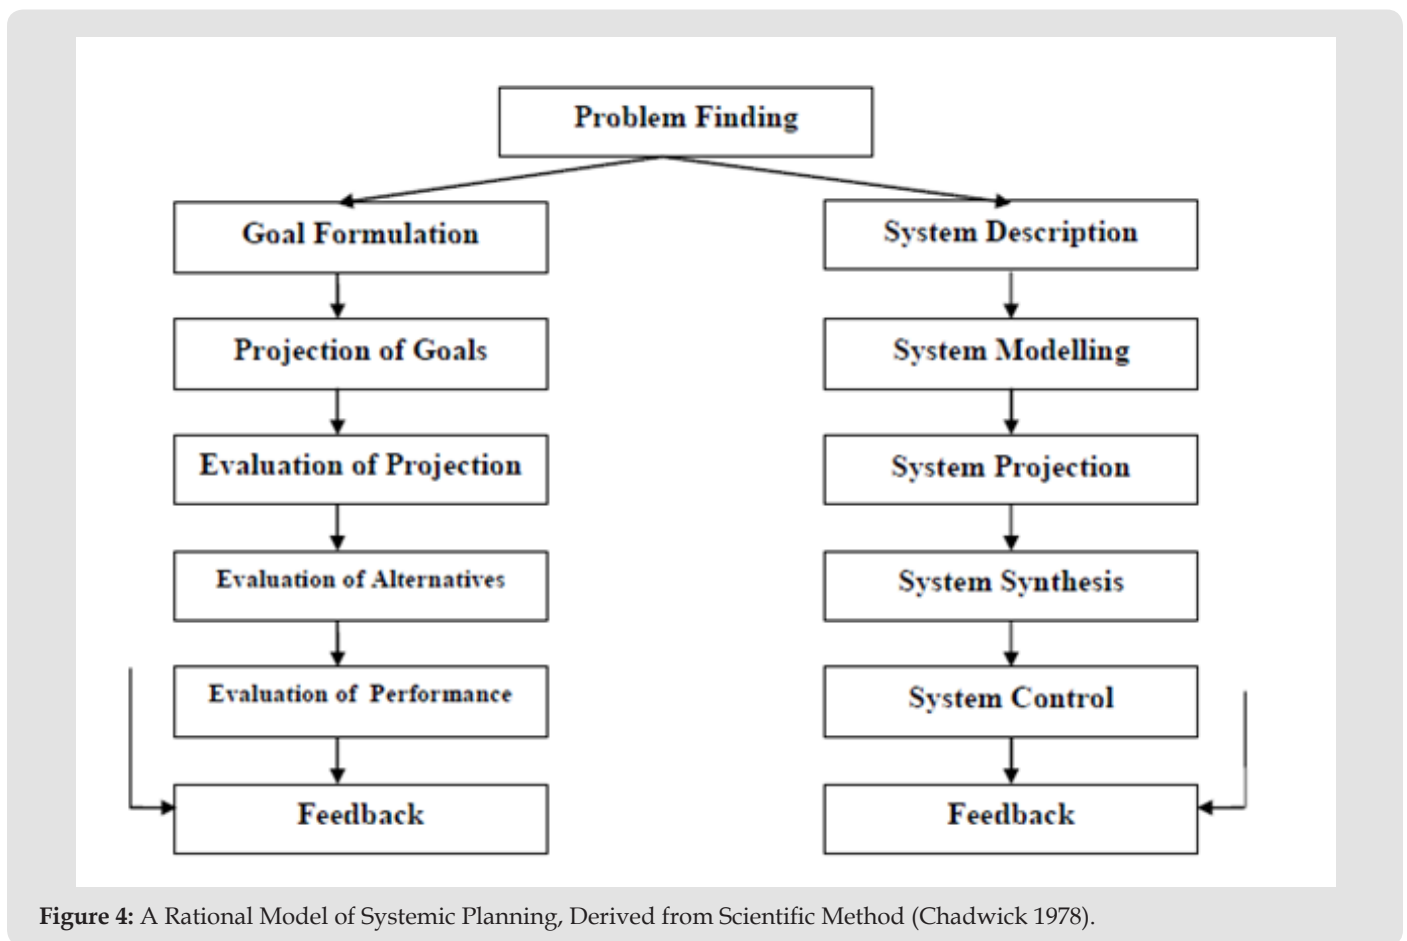 Problem Finding
Goal Formulation
System Description
Projection of Goals
System Modelling
Evaluation of Projection
System Projection
Evaluation of Alternatives
System Synthesis
Evaluation of Performance
System Control
Feedback
Feedback
Figure 4: A Rational Model of Systemic Planning, Derived from Scientific Method (Chadwick 1978).